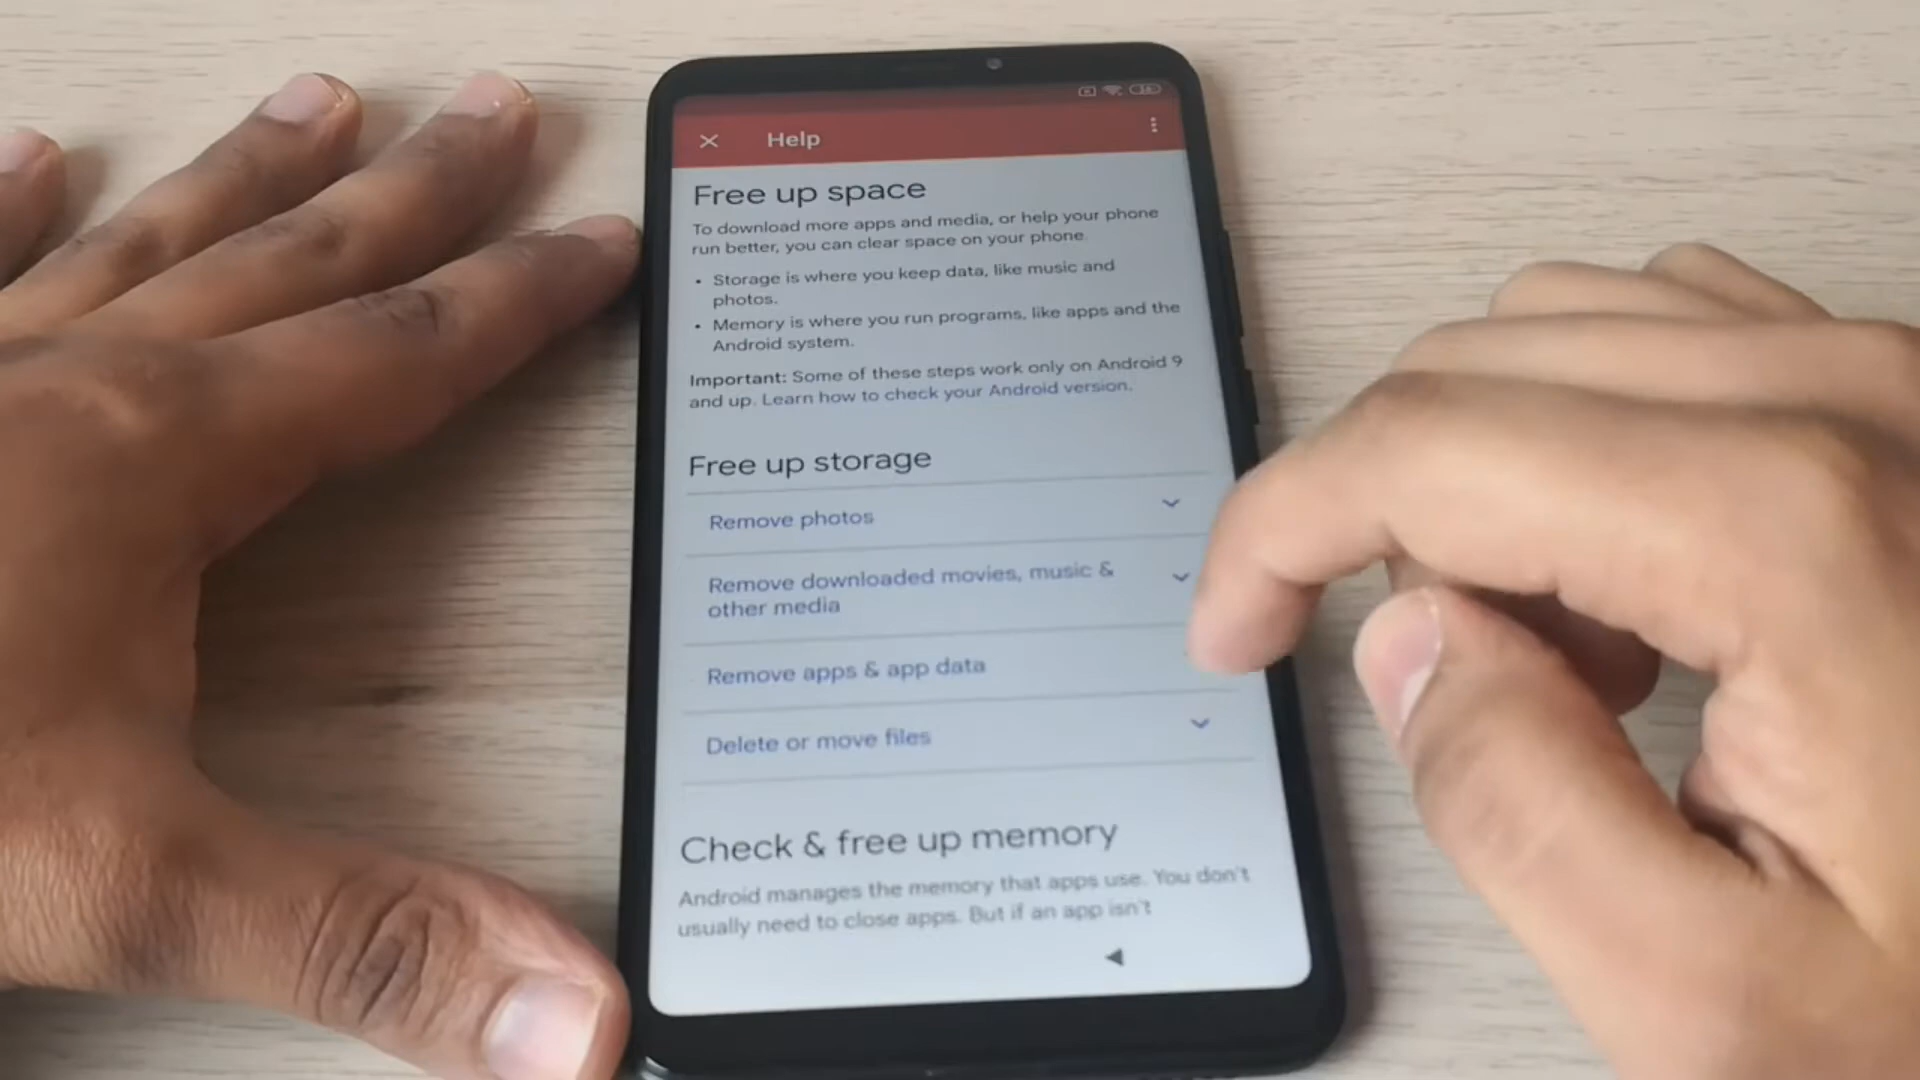 Help
Free up space
To download more apps and media, or help your phone
run better, you can clear space on your phone.
• Storage is where you keep data, like music and
photos.
• Memory is where you run programs, like apps and the
Android system.
Important: Some of these steps work only on Android 9
and up. Learn how to check your Android version.
Free up storage
Remove photos
Remove downloaded movies, music &
other media
Remove apps & app data
Delete or move files
Check & free up memory
Android manages the memory that apps use. You don't
usually need to close apps. But if an app isn't